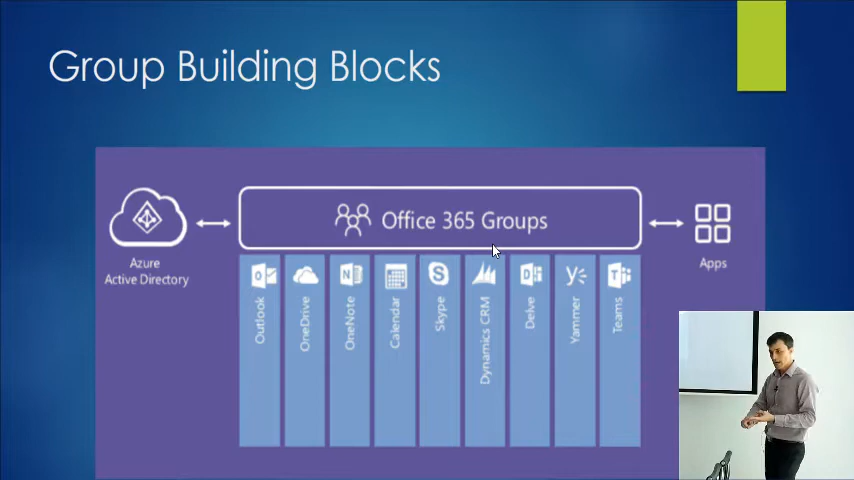 Group Building Blocks
Office 365 Groups
Azure
Active Directory
Apps
Outlook
OneDrive
OneNote
Calendar
Skype
Dynamics CRM
Delve
Yammer
Teams